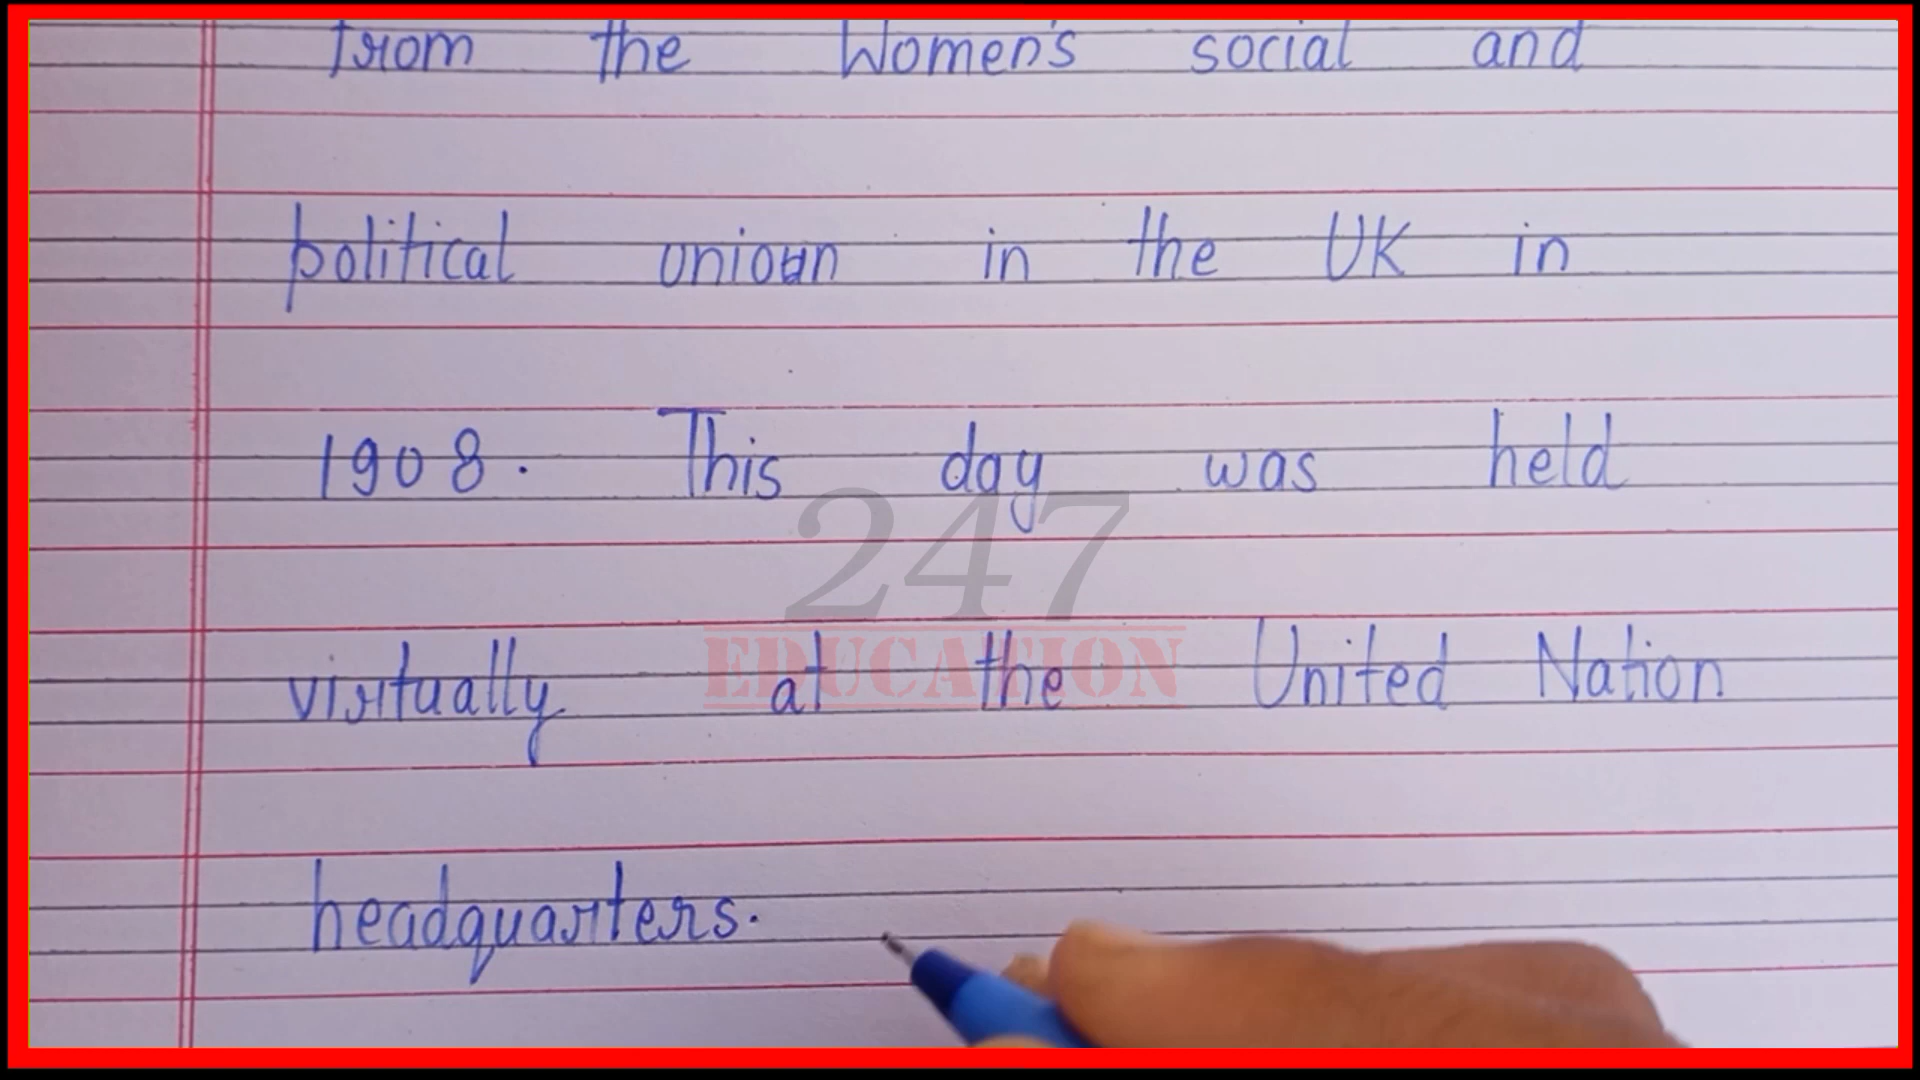 from the Women's social and
political unioun in the UK in
1908. This day was held
247
virtually at the United Nation
EDUCATION
headquarters.